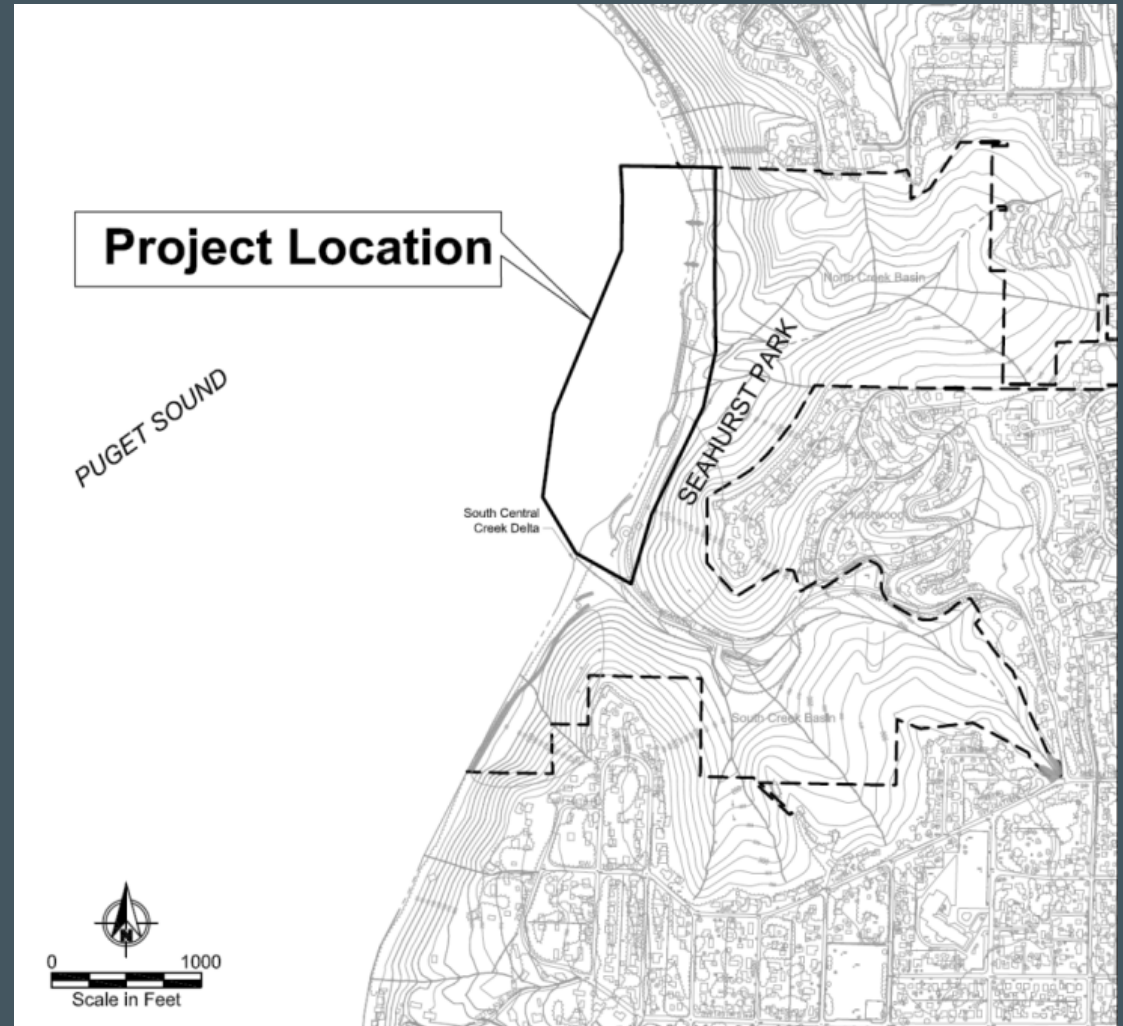 Project Location
North Creek Basin
SEAHURST PARK
PUGET SOUND
South Central
Creek Delta
South Creek Basin
N
0 1000
Scale in Feet